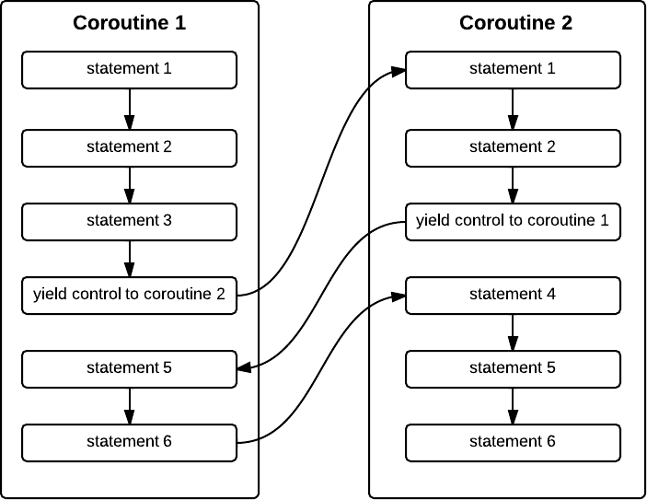 Coroutine 1
statement 1
statement 2
statement 3
yield control to coroutine 2
statement 5
statement 6
Coroutine 2
statement 1
statement 2
yield control to coroutine 1
statement 4
statement 5
statement 6